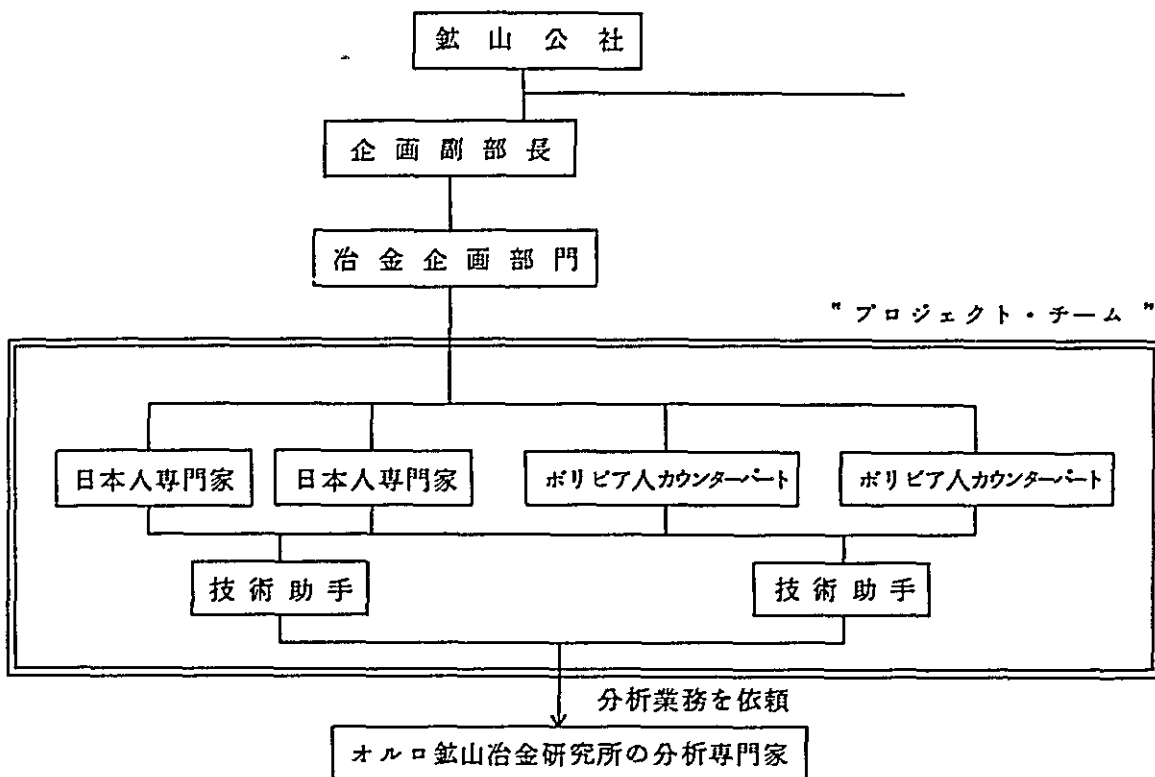 鉱山公社
企画副部長
冶金企画部門
"プロジェクト・チーム"
日本人専門家 日本人専門家 ボリビア人カウンターパート ボリビア人カウンターパート
技術助手 技術助手
分析業務を依頼
オルロ鉱山冶金研究所の分析専門家